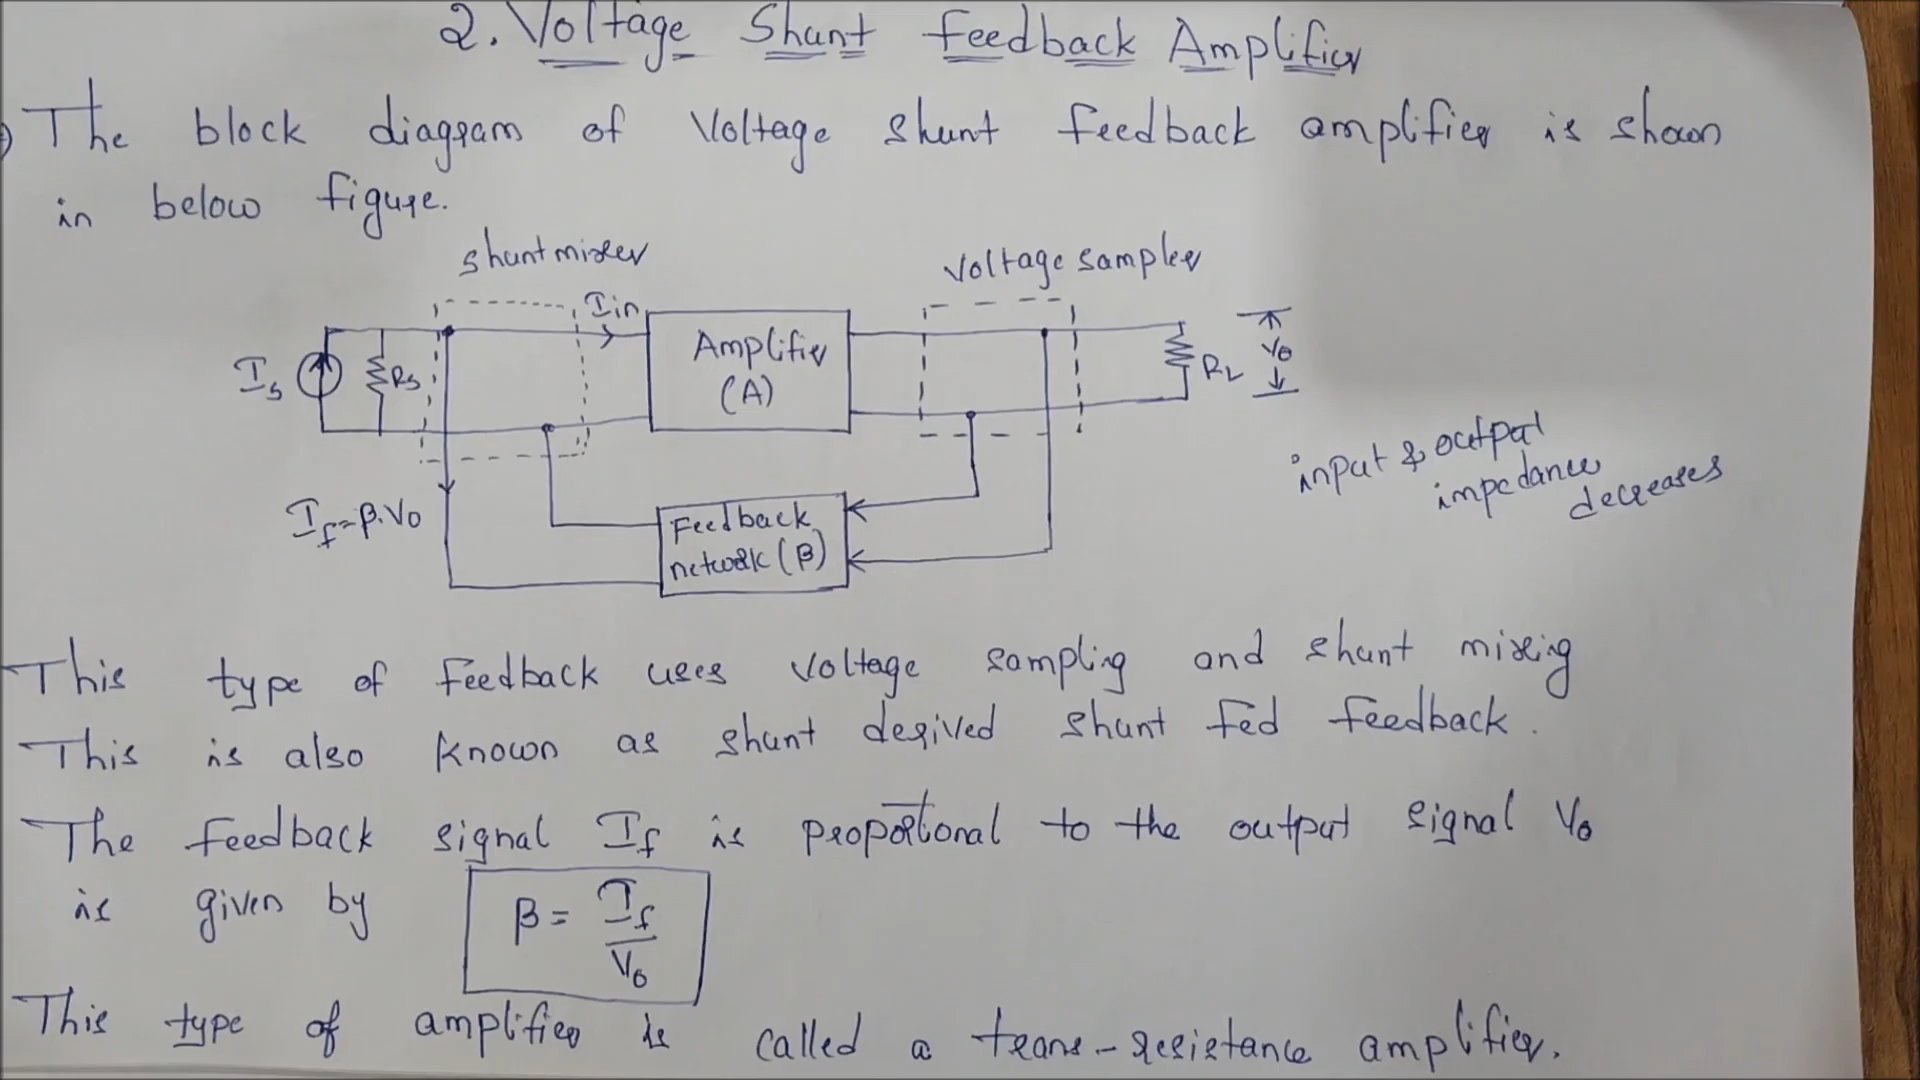 2. Voltage Shunt Feedback Amplifier
The block diagram of Voltage shunt feedback amplifier is shown
in below figure.
shunt mixer
Voltage sampler
Iin
Is
Rs
Amplifier
(A)
RL
Vo
input & output
impedance
decreases
If=β.Vo
Feedback
network(β)
This type of Feedback uses Voltage sampling and shunt mixing
This is also known as shunt derived shunt Fed feedback.
The feedback signal If is proportional to the output signal Vo
is given by β = If/Vo
This type of amplifier is called a trans-resistance amplifier.